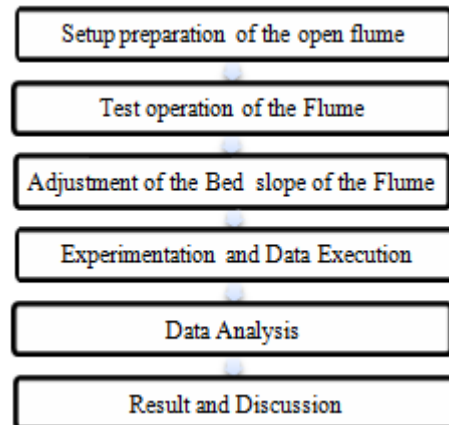 Setup preparation of the open flume
Test operation of the Flume
Adjustment of the Bed slope of the Flume
Experimentation and Data Execution
Data Analysis
Result and Discussion